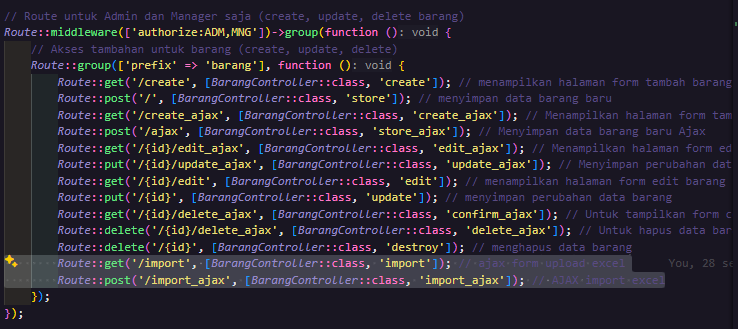 // Route untuk Admin dan Manager saja (create, update, delete barang)
Route::middleware(['authorize:ADM,MNG'])->group(function (): void {
// Akses tambahan untuk barang (create, update, delete)
Route::group(['prefix' => 'barang'], function (): void {
Route::get('/create', [BarangController::class, 'create']); // menampilkan halaman form tambah barang
Route::post('/', [BarangController::class, 'store']); // menyimpan data barang baru
Route::get('/create_ajax', [BarangController::class, 'create_ajax']); // Menampilkan halaman form tam
Route::post('/ajax', [BarangController::class, 'store_ajax']); // Menyimpan data barang baru Ajax
Route::get('/{id}/edit_ajax', [BarangController::class, 'edit_ajax']); // Menampilkan halaman form ed
Route::put('/{id}/update_ajax', [BarangController::class, 'update_ajax']); // Menyimpan perubahan dat
Route::get('/{id}/edit', [BarangController::class, 'edit']); // menampilkan halaman form edit barang
Route::put('/{id}', [BarangController::class, 'update']); // menyimpan perubahan data barang
Route::get('/{id}/delete_ajax', [BarangController::class, 'confirm_ajax']); // Untuk tampilkan form c
Route::delete('/{id}/delete_ajax', [BarangController::class, 'delete_ajax']); // Untuk hapus data bar
Route::delete('/{id}', [BarangController::class, 'destroy']); // menghapus data barang
Route::get('/import', [BarangController::class, 'import']); // ajax form upload excel You, 28 se
Route::post('/import_ajax', [BarangController::class, 'import_ajax']); // AJAX import excel
});
});